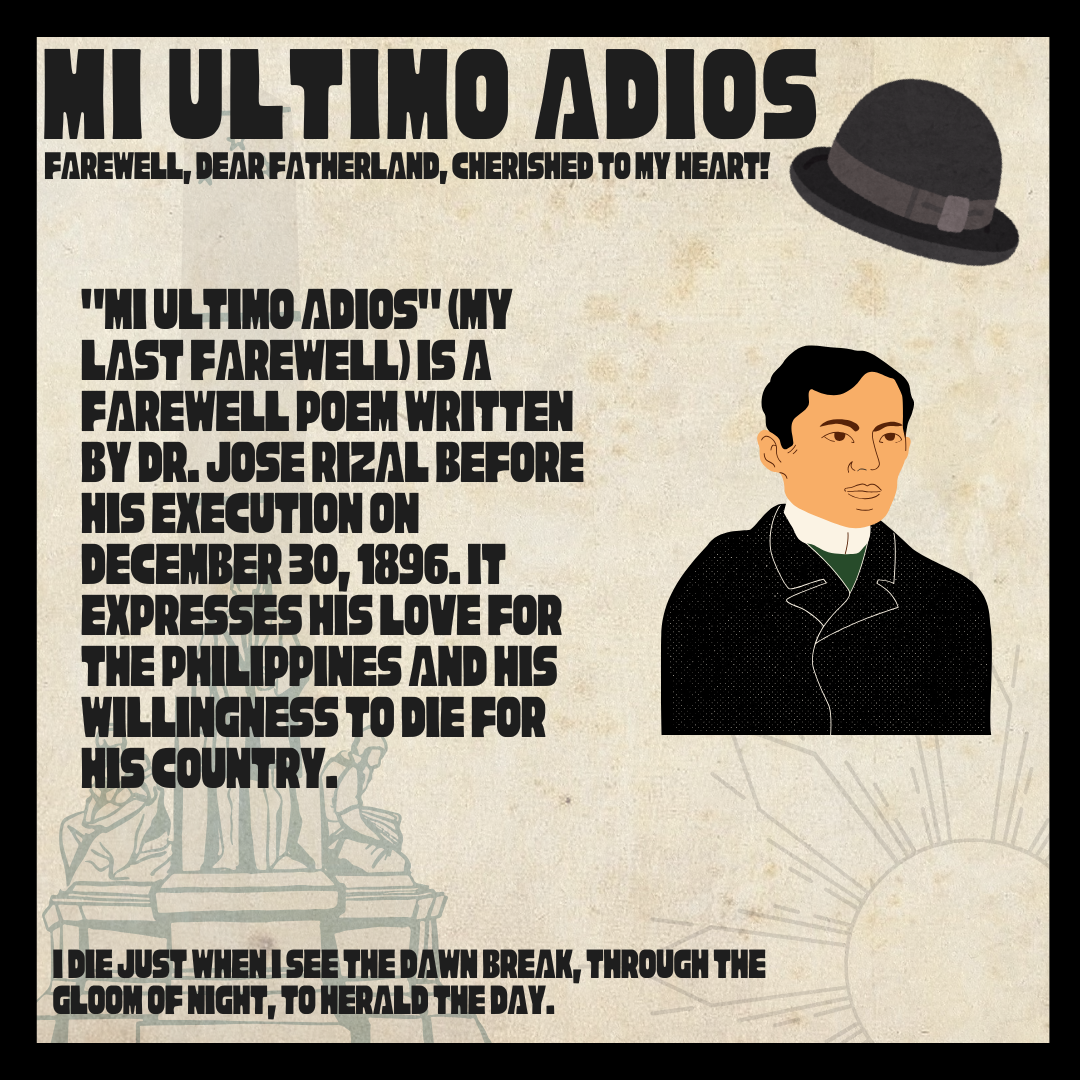 MI ULTIMO ADIOS
FAREWELL, DEAR FATHERLAND, CHERISHED TO MY HEART!
"MI ULTIMO ADIOS" (MY
LAST FAREWELL) IS A
FAREWELL POEM WRITTEN
BY DR. JOSE RIZAL BEFORE
HIS EXECUTION ON
DECEMBER 30, 1896. IT
EXPRESSES HIS LOVE FOR
THE PHILIPPINES AND HIS
WILLINGNESS TO DIE FOR
HIS COUNTRY.
I DIE JUST WHEN I SEE THE DAWN BREAK, THROUGH THE
GLOOM OF NIGHT, TO HERALD THE DAY.